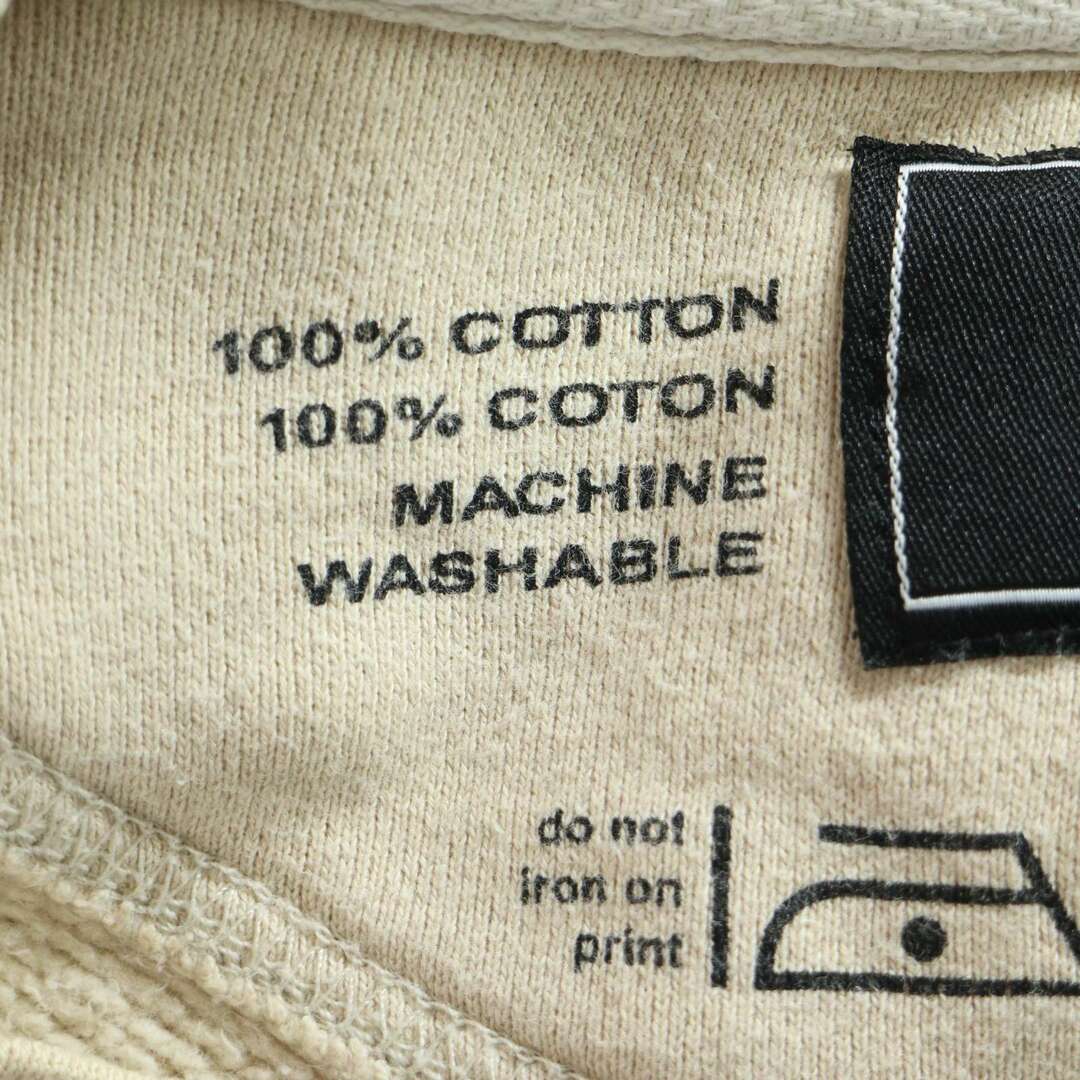 100% COTTON
100% COTON
MACHINE
WASHABLE
do not
iron on
print